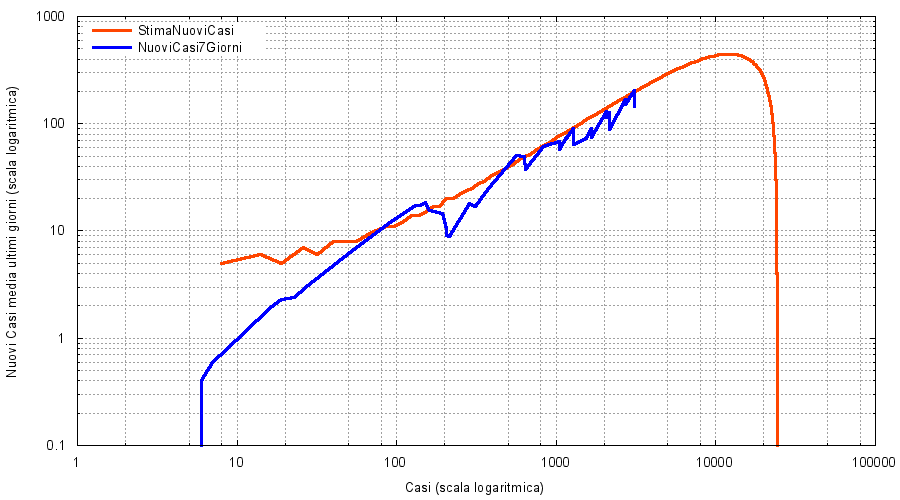 1000
StimaNuoviCasi
NuoviCasi7Giorni
100
10
1
0.1
Nuovi Casi media ultimi giorni (scala logaritmica)
1 10 100 1000 10000 100000
Casi (scala logaritmica)